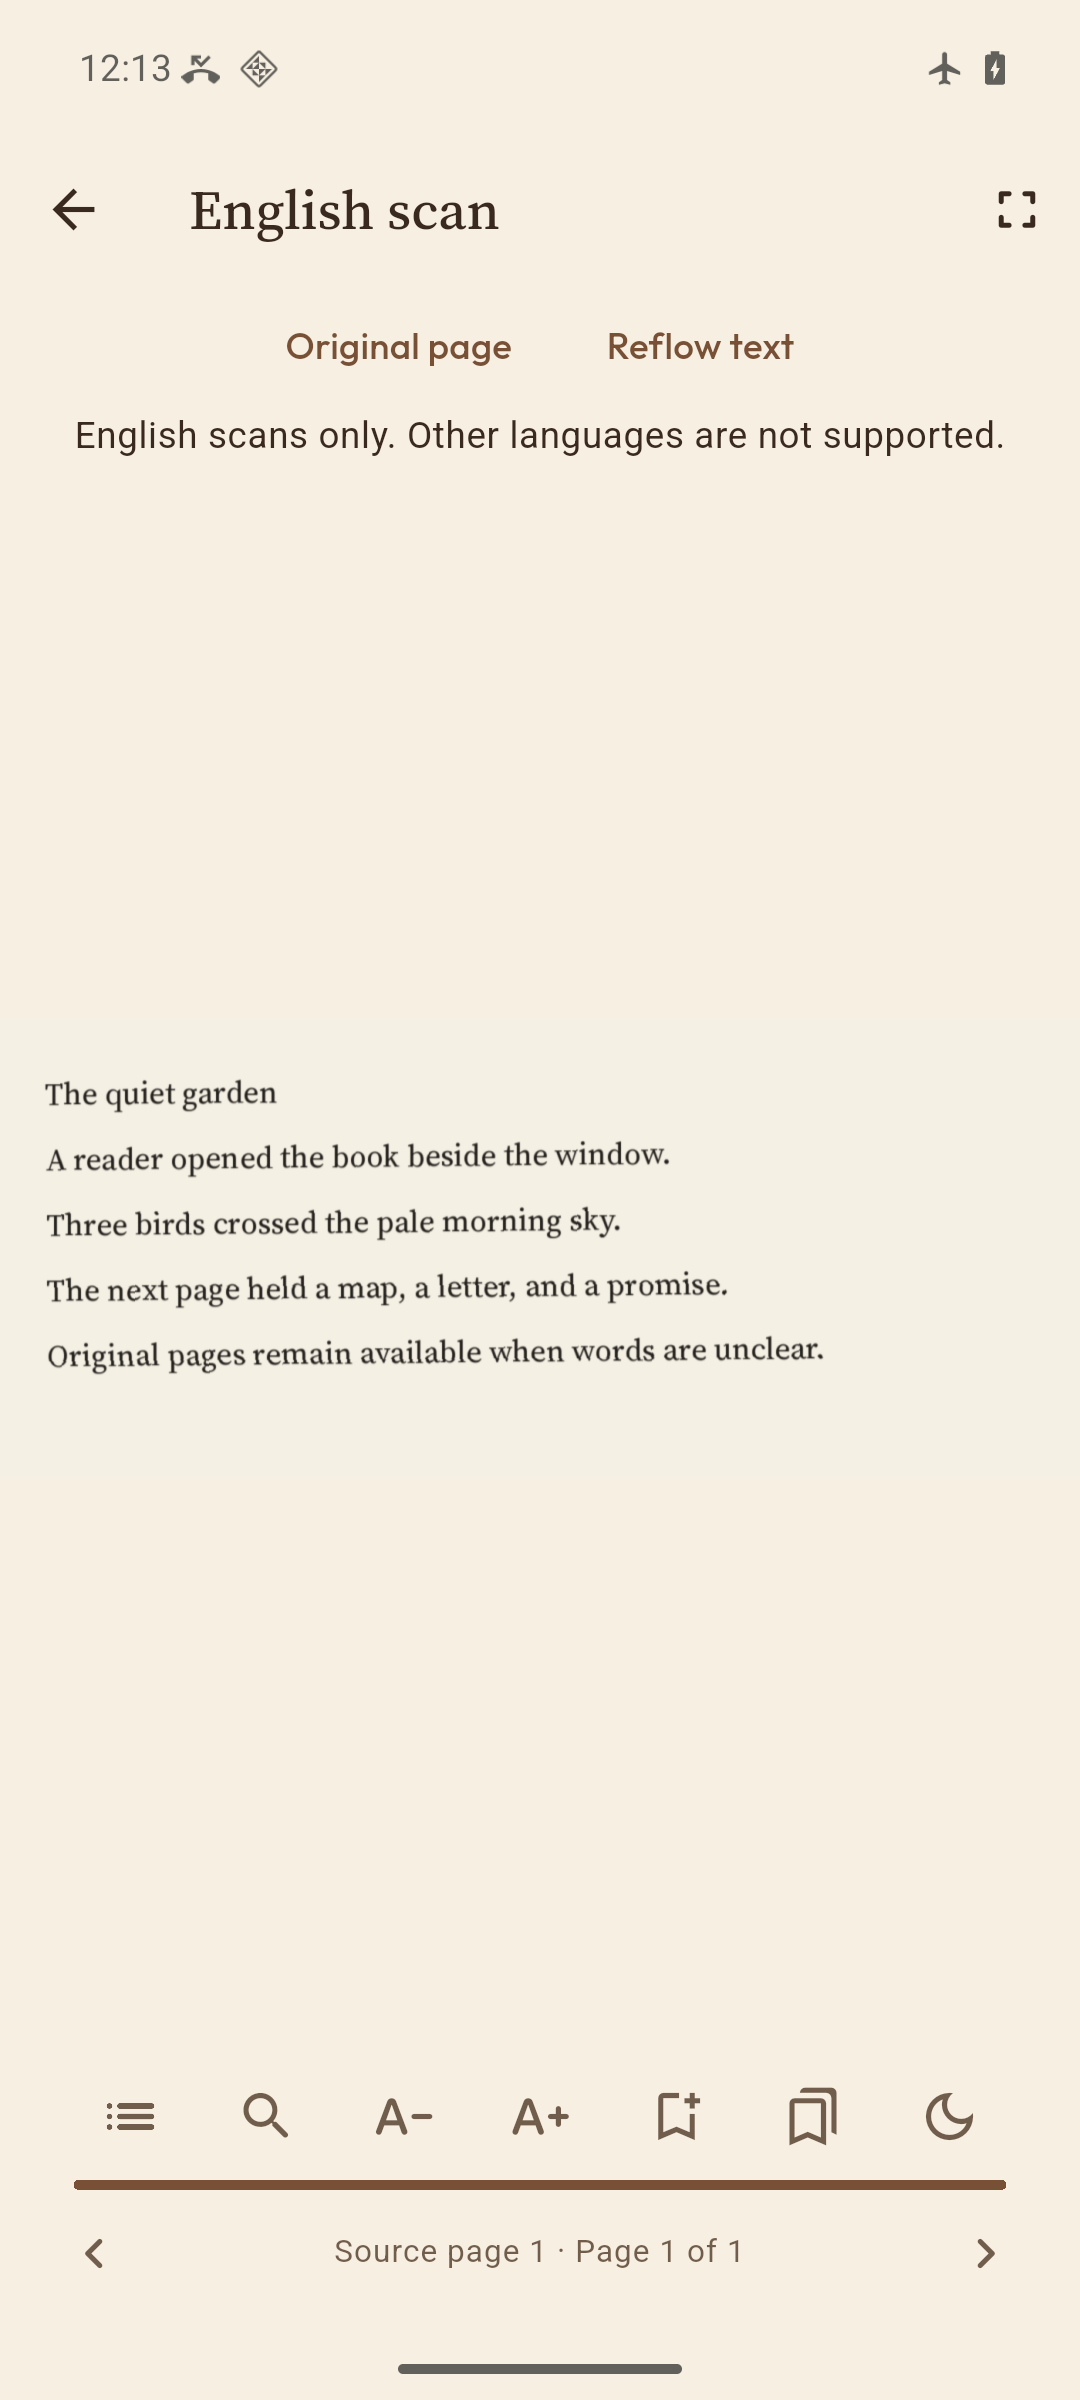 12:13
English scan
Original page
Reflow text
English scans only. Other languages are not supported.
The quiet garden
A reader opened the book beside the window.
Three birds crossed the pale morning sky.
The next page held a map, a letter, and a promise.
Original pages remain available when words are unclear.
A− A+
Source page 1 · Page 1 of 1